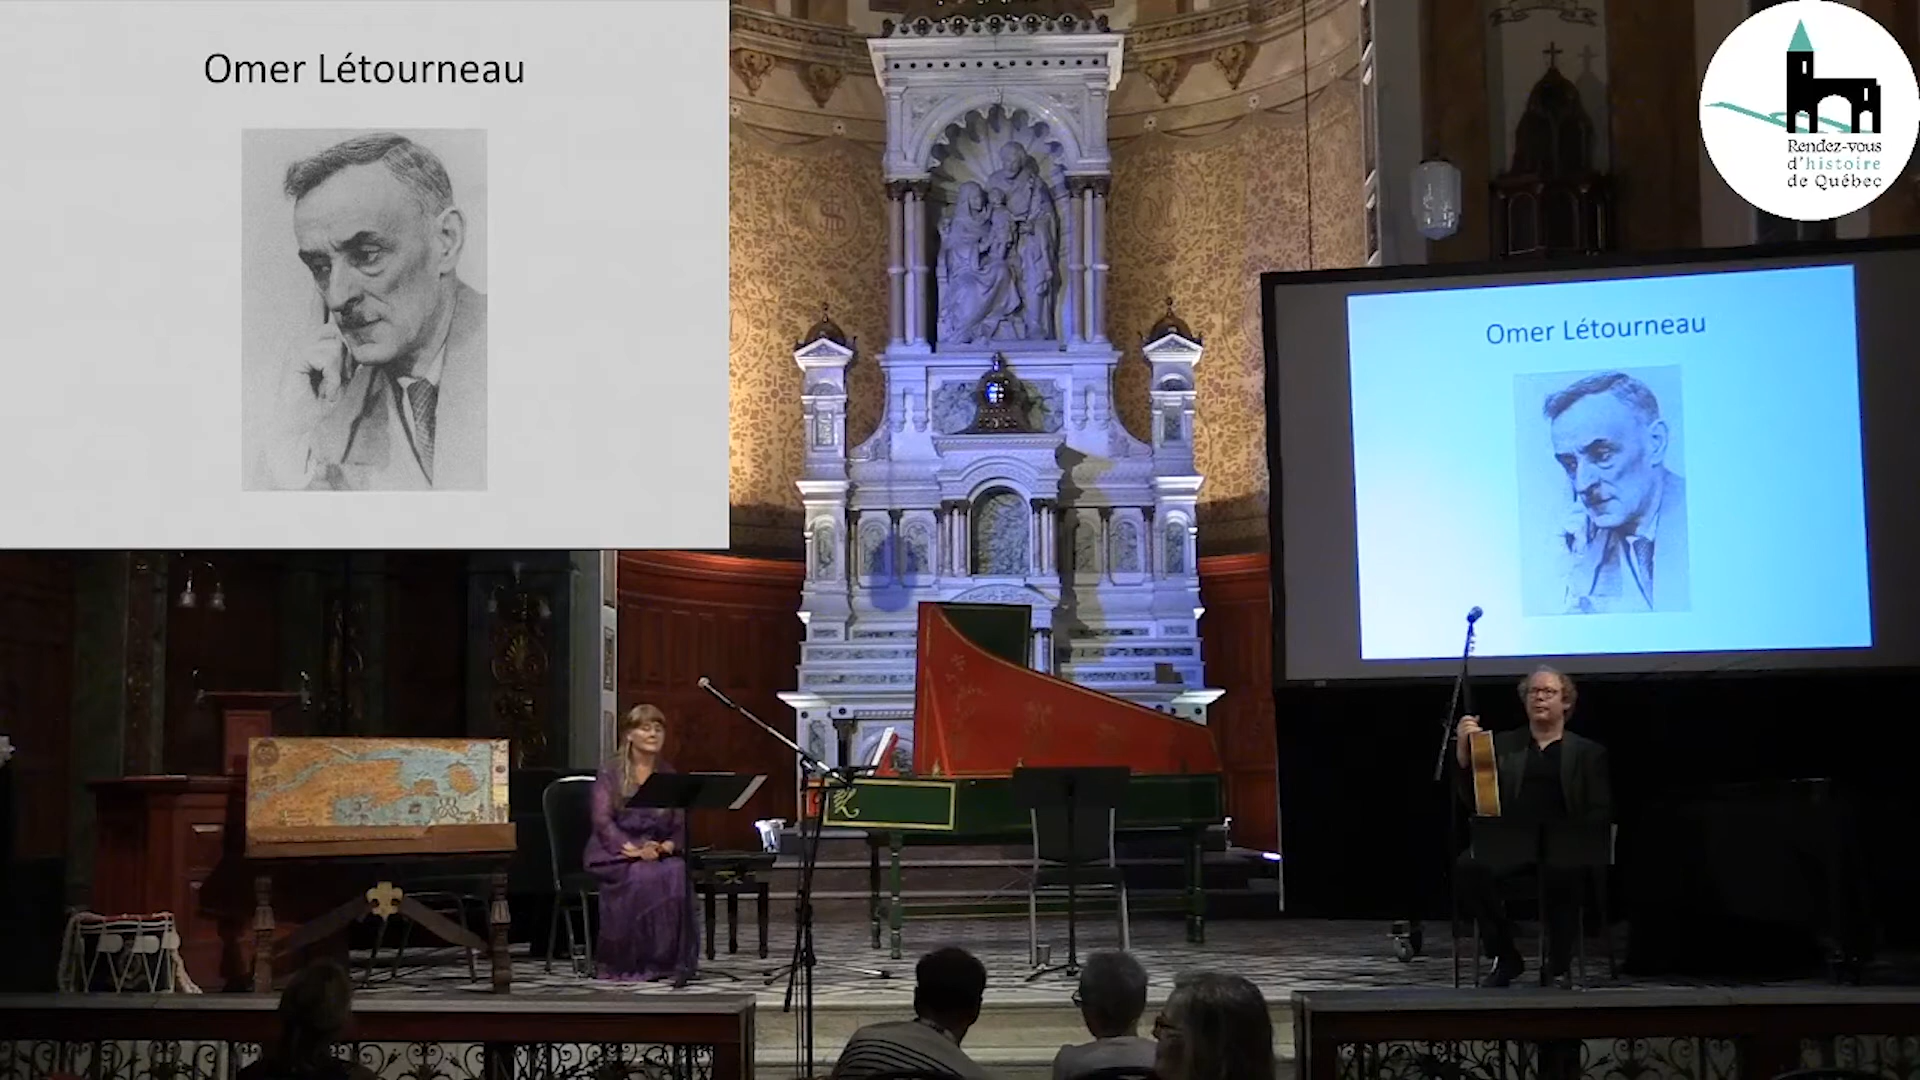 Omer Létourneau
Rendez-vous
d'histoire
de Québec
Omer Létourneau